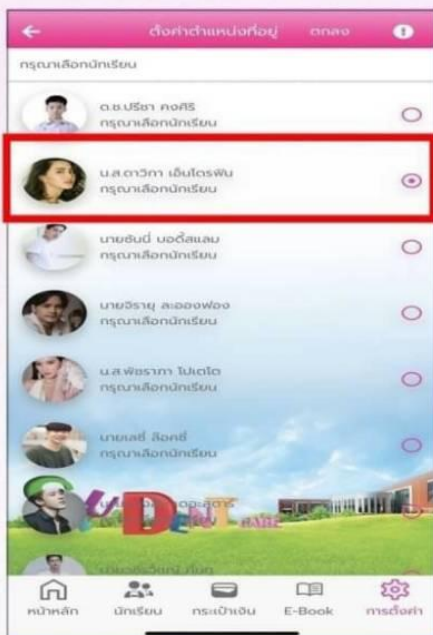 ตั้งค่าตำแหน่งที่อยู่ ตกลง
กรุณาเลือกนักเรียน
ด.ช.ปรีชา คงศิริ
กรุณาเลือกนักเรียน
น.ส.ดาวิกา เอ็นโตรฟิน
กรุณาเลือกนักเรียน
นายซันนี่ บอดี้สแลม
กรุณาเลือกนักเรียน
นายจิรายุ ละอองฟอง
กรุณาเลือกนักเรียน
น.ส.พัชราภา โปเตโต
กรุณาเลือกนักเรียน
นายเลซี่ ล๊อคซี่
กรุณาเลือกนักเรียน
หน้าหลัก นักเรียน กระเป๋าเงิน E-Book การตั้งค่า